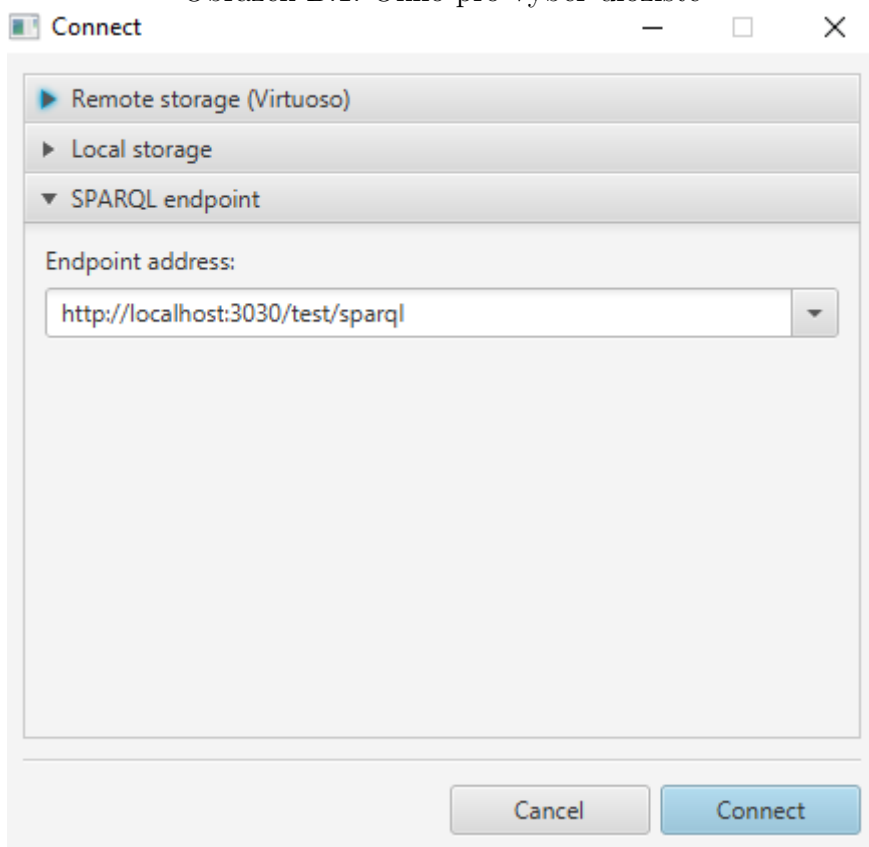 Connect
Remote storage (Virtuoso)
Local storage
SPARQL endpoint
Endpoint address:
http://localhost:3030/test/sparql
Cancel
Connect